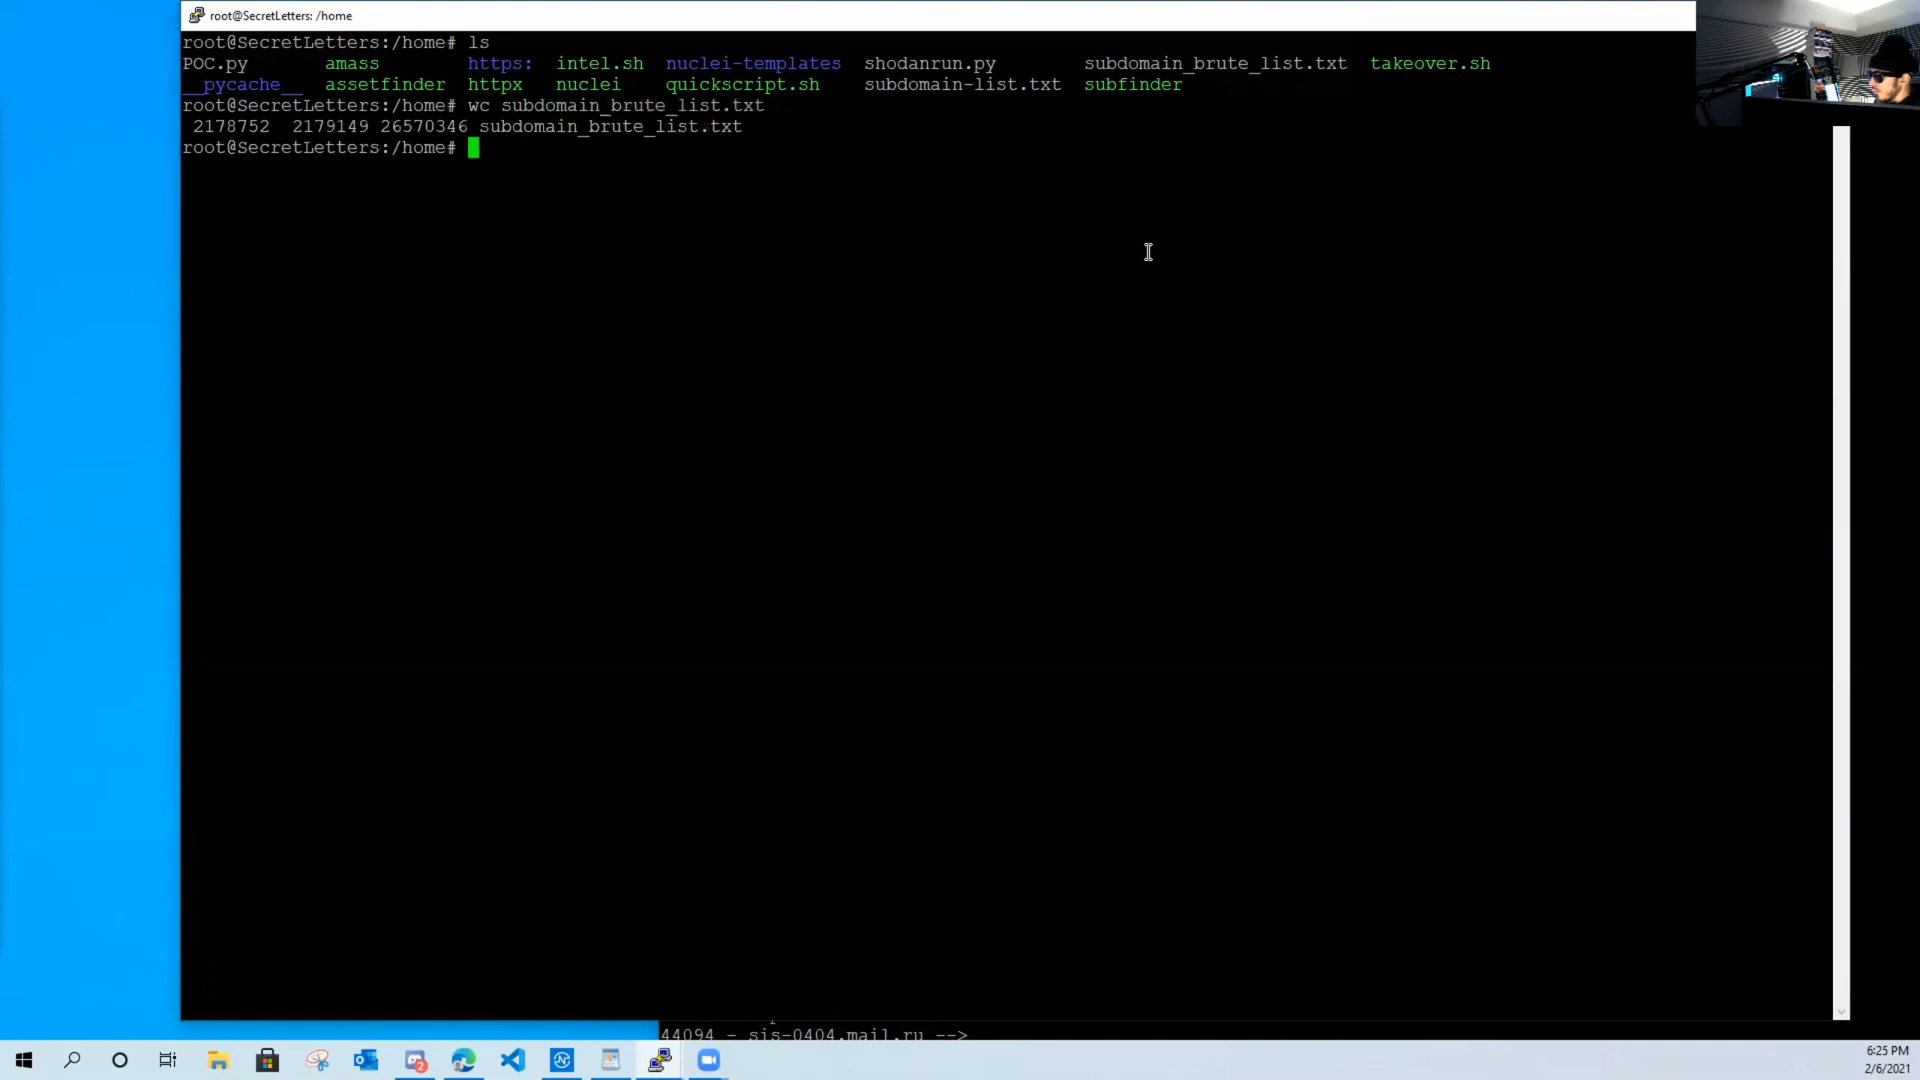 root@SecretLetters: /home
root@SecretLetters:/home# ls
POC.py amass https: intel.sh nuclei-templates shodanrun.py subdomain_brute_list.txt takeover.sh
__pycache__ assetfinder httpx nuclei quickscript.sh subdomain-list.txt subfinder
root@SecretLetters:/home# wc subdomain_brute_list.txt
2178752 2179149 26570346 subdomain_brute_list.txt
root@SecretLetters:/home#
44094 - sis-0404.mail.ru -->
2
6:25 PM
2/6/2021